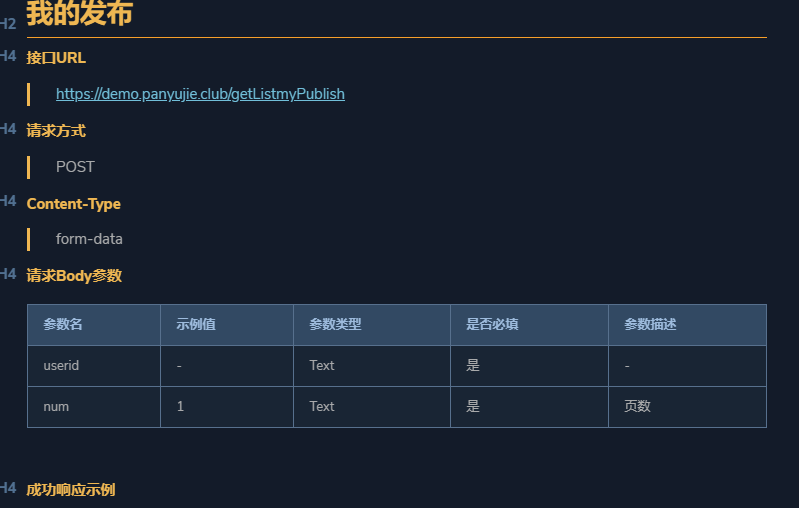 H2 我的发布
H4 接口URL
https://demo.panyujie.club/getListmyPublish
H4 请求方式
POST
H4 Content-Type
form-data
H4 请求Body参数
参数名 示例值 参数类型 是否必填 参数描述
userid - Text 是 -
num 1 Text 是 页数
H4 成功响应示例